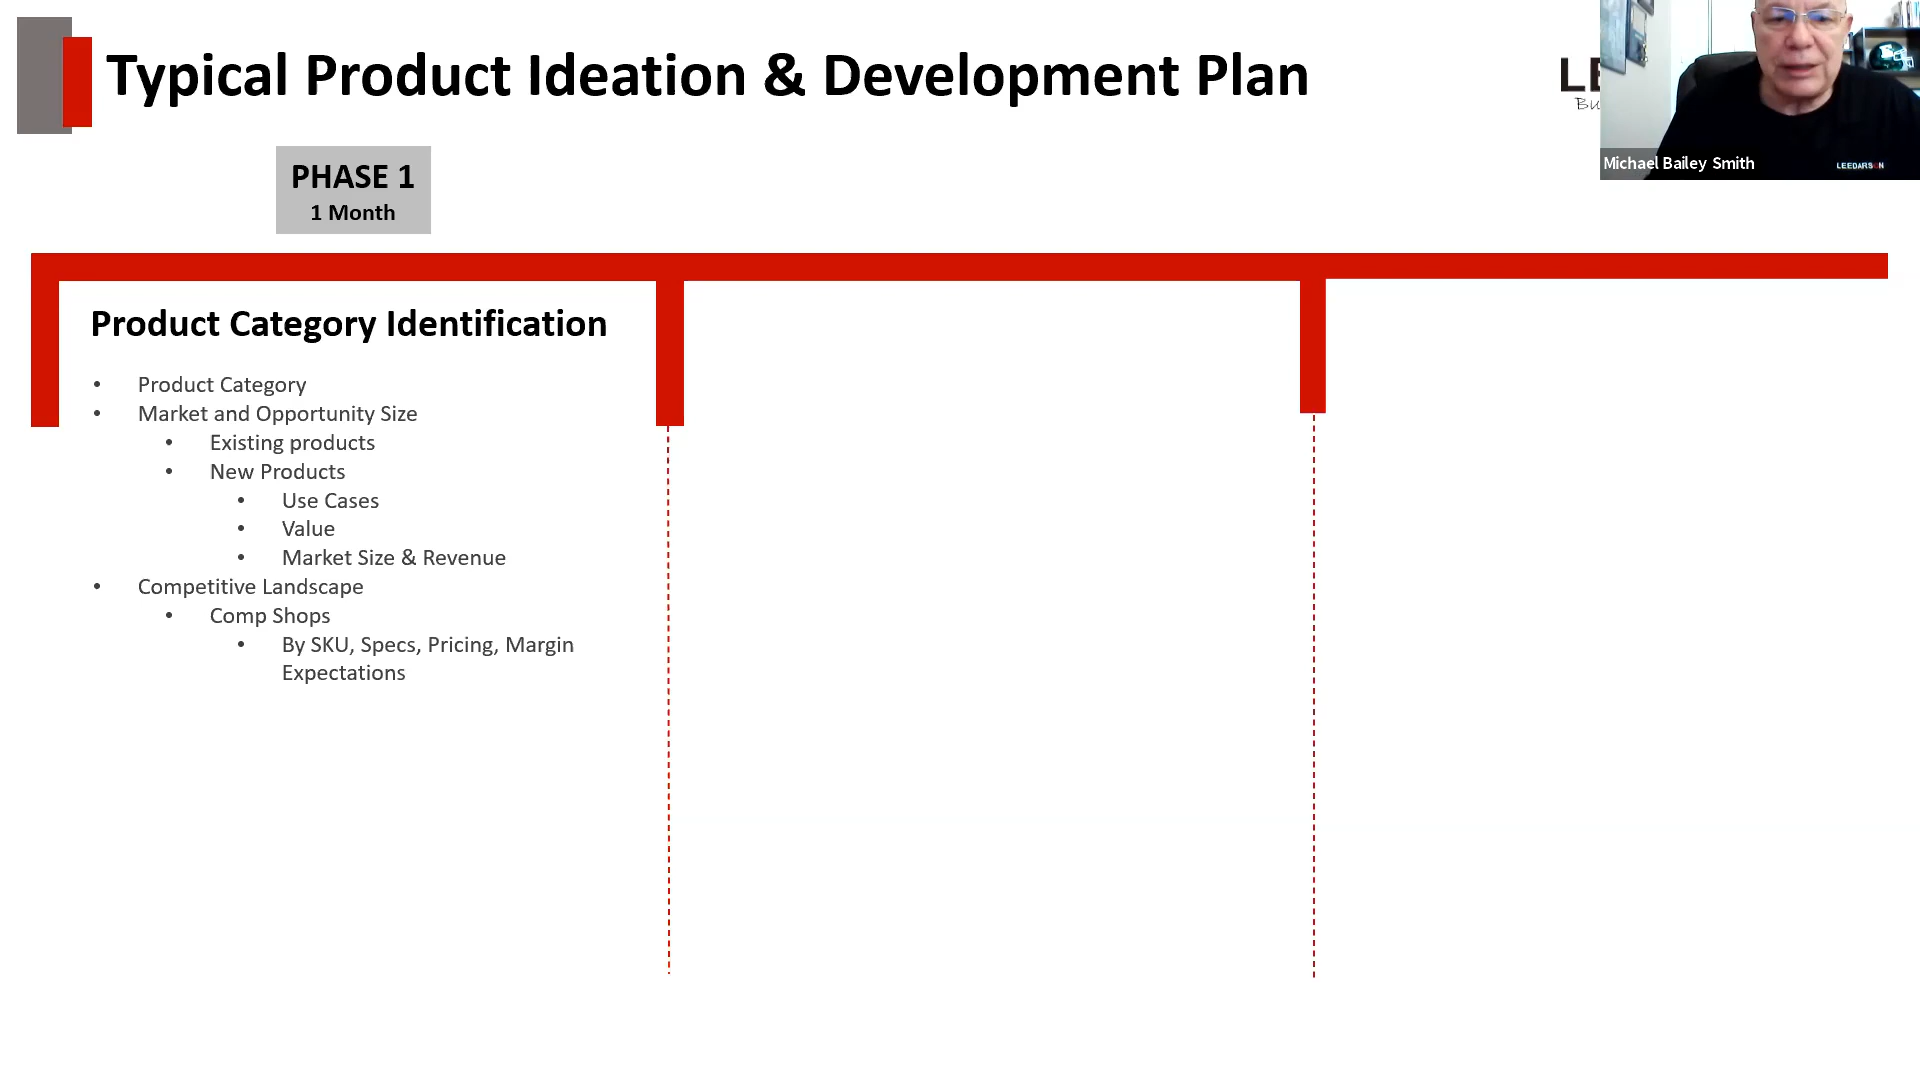 Typical Product Ideation & Development Plan
PHASE 1
1 Month
Michael Bailey Smith
LEEDARSON
Product Category Identification
• Product Category
• Market and Opportunity Size
• Existing products
• New Products
• Use Cases
• Value
• Market Size & Revenue
• Competitive Landscape
• Comp Shops
• By SKU, Specs, Pricing, Margin
Expectations